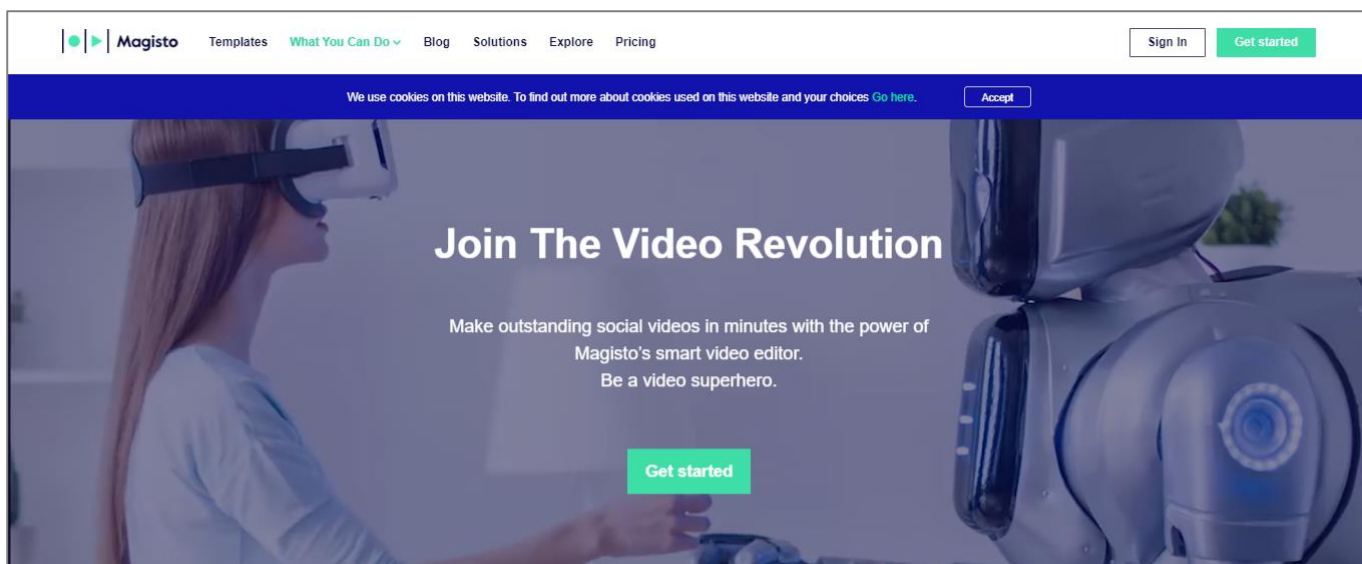 Magisto Templates What You Can Do Blog Solutions Explore Pricing Sign In Get started
We use cookies on this website. To find out more about cookies used on this website and your choices Go here. Accept
Join The Video Revolution
Make outstanding social videos in minutes with the power of
Magisto's smart video editor.
Be a video superhero.
Get started